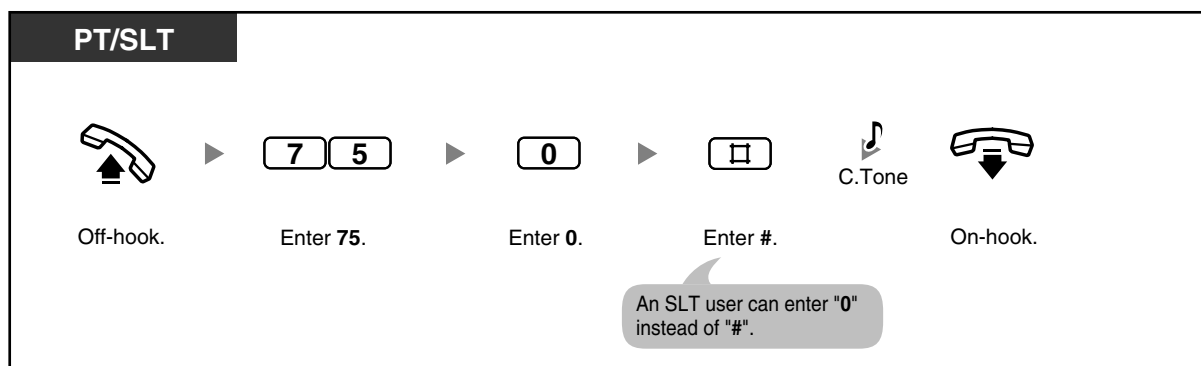 PT/SLT
7 5 0 #
C.Tone
Off-hook. Enter 75. Enter 0. Enter #. On-hook.
An SLT user can enter "0"
instead of "#".